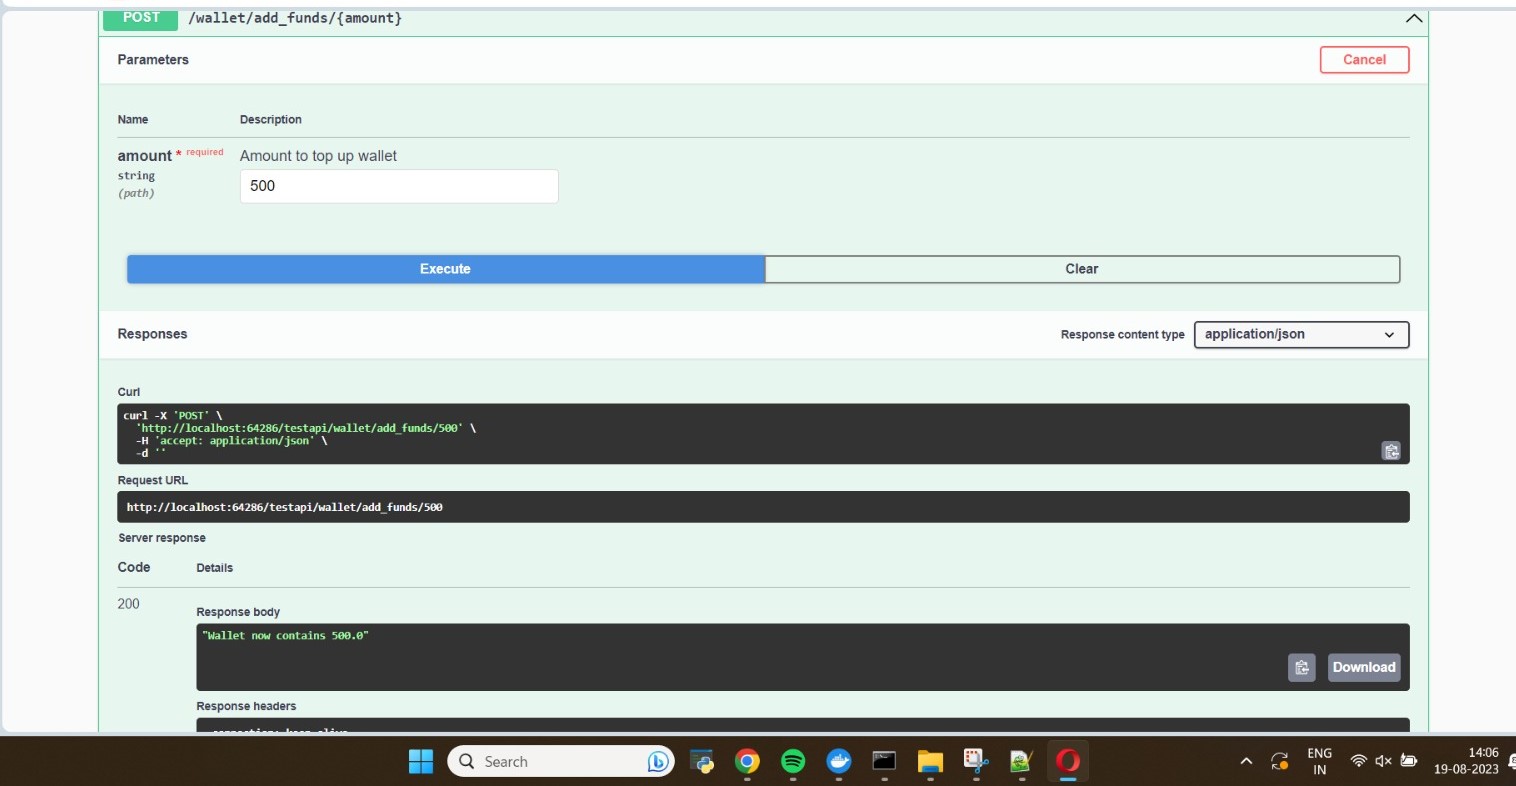 POST /wallet/add_funds/{amount}
Parameters
Cancel
Name Description
amount * required Amount to top up wallet
string
(path)
500
Execute Clear
Responses
Response content type application/json
Curl
curl -X 'POST' \
'http://localhost:64286/testapi/wallet/add_funds/500' \
-H 'accept: application/json' \
-d ''
Request URL
http://localhost:64286/testapi/wallet/add_funds/500
Server response
Code Details
200
Response body
"Wallet now contains 500.0"
Download
Response headers
connection: keep-alive
Search
ENG
IN
14:06
19-08-2023